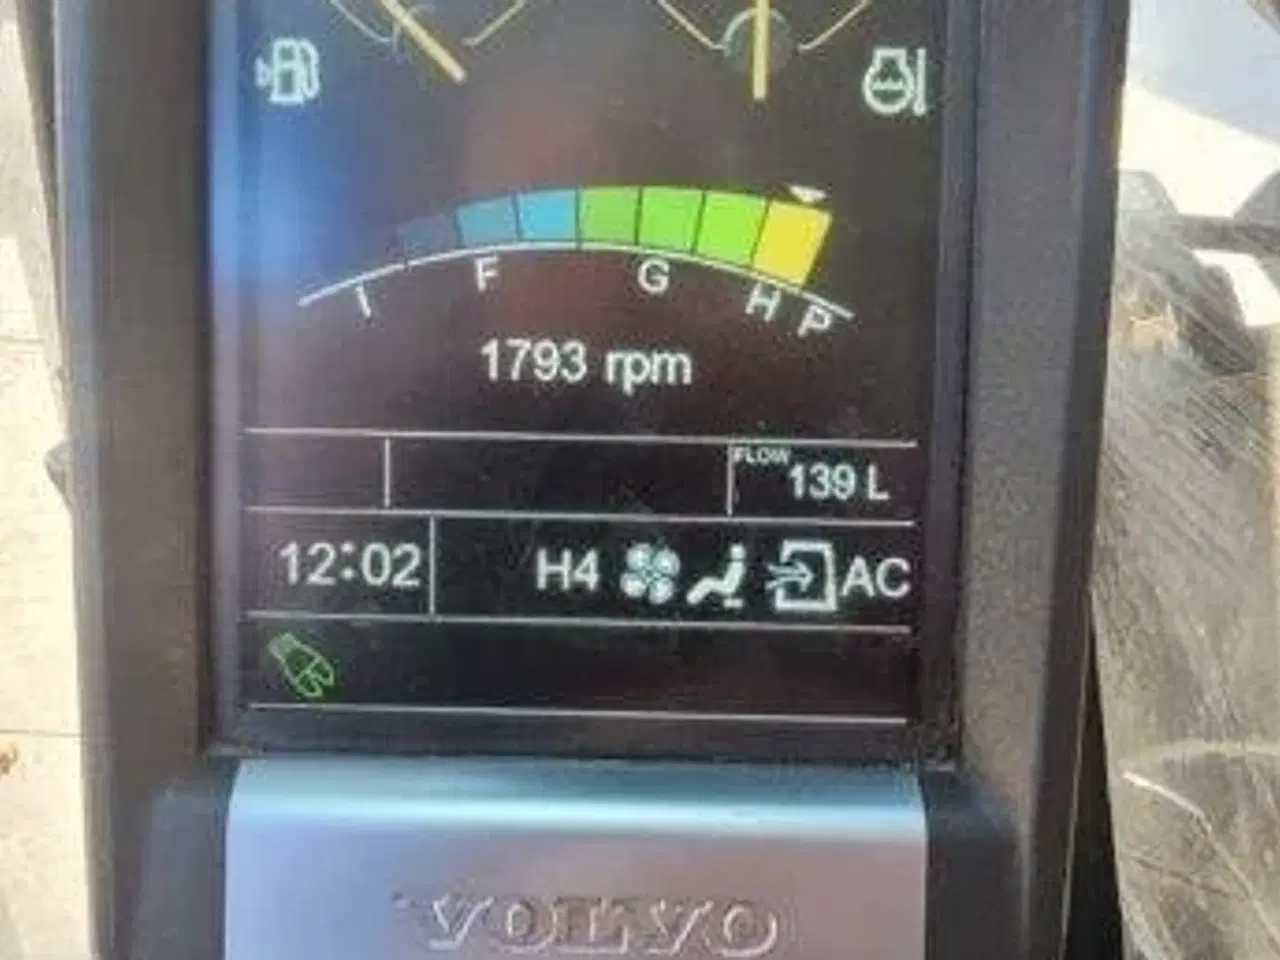 I F G H P
1793 rpm
FLOW 139 L
12:02 H4 AC
VOLVO